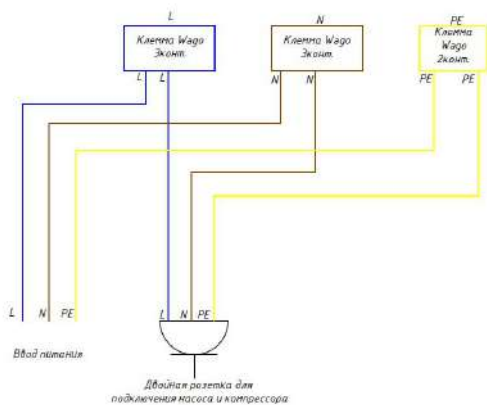 L
N
PE
Клемма Wago
3конт.
Клемма Wago
3конт.
Клемма
Wago
2конт.
L L
N N
PE PE
L N PE
L N PE
Ввод питания
Двойная розетка для
подключения насоса и компрессора